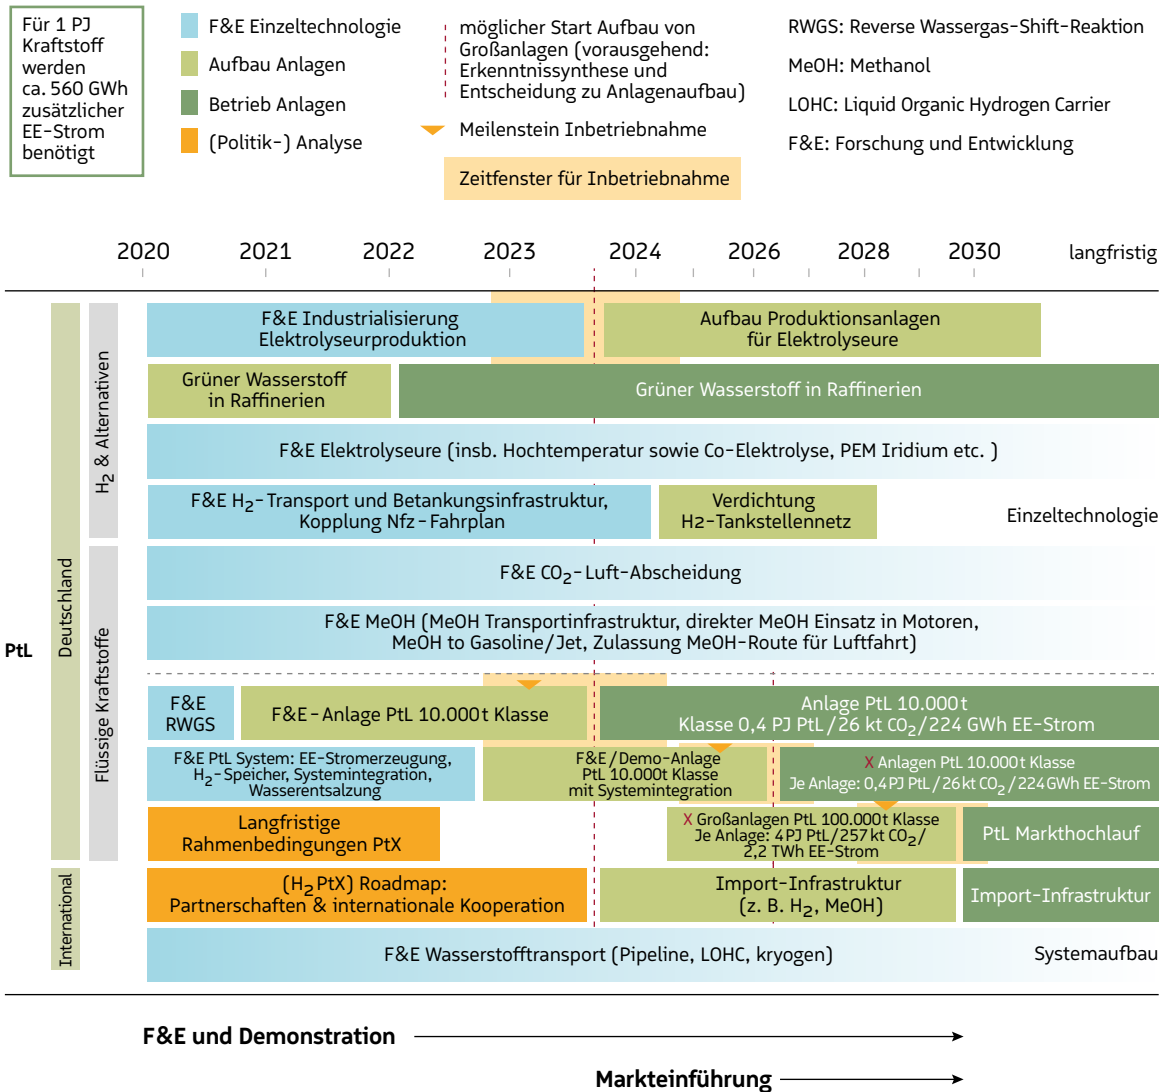 Für 1 PJ
Kraftstoff
werden
ca. 560 GWh
zusätzlicher
EE-Strom
benötigt
F&E Einzeltechnologie
Aufbau Anlagen
Betrieb Anlagen
(Politik-) Analyse
möglicher Start Aufbau von
Großanlagen (vorausgehend:
Erkenntnissynthese und
Entscheidung zu Anlagenaufbau)
Meilenstein Inbetriebnahme
Zeitfenster für Inbetriebnahme
RWGS: Reverse Wassergas-Shift-Reaktion
MeOH: Methanol
LOHC: Liquid Organic Hydrogen Carrier
F&E: Forschung und Entwicklung
2020 2021 2022 2023 2024 2026 2028 2030 langfristig
PtL
Deutschland
International
H₂ & Alternativen
Flüssige Kraftstoffe
F&E Industrialisierung
Elektrolyseurproduktion
Aufbau Produktionsanlagen
für Elektrolyseure
Grüner Wasserstoff
in Raffinerien
Grüner Wasserstoff in Raffinerien
F&E Elektrolyseure (insb. Hochtemperatur sowie Co-Elektrolyse, PEM Iridium etc. )
F&E H₂-Transport und Betankungsinfrastruktur,
Kopplung Nfz-Fahrplan
Verdichtung
H2-Tankstellennetz
Einzeltechnologie
F&E CO₂-Luft-Abscheidung
F&E MeOH (MeOH Transportinfrastruktur, direkter MeOH Einsatz in Motoren,
MeOH to Gasoline/Jet, Zulassung MeOH-Route für Luftfahrt)
F&E
RWGS
F&E-Anlage PtL 10.000t Klasse
Anlage PtL 10.000t
Klasse 0,4 PJ PtL/26 kt CO₂/224 GWh EE-Strom
F&E PtL System: EE-Stromerzeugung,
H₂-Speicher, Systemintegration,
Wasserentsalzung
F&E/Demo-Anlage
PtL 10.000t Klasse
mit Systemintegration
X Anlagen PtL 10.000t Klasse
Je Anlage: 0,4PJ PtL/26kt CO₂/224GWh EE-Strom
Langfristige
Rahmenbedingungen PtX
X Großanlagen PtL 100.000t Klasse
Je Anlage: 4PJ PtL/257kt CO₂/
2,2 TWh EE-Strom
PtL Markthochlauf
(H₂PtX) Roadmap:
Partnerschaften & internationale Kooperation
Import-Infrastruktur
(z. B. H₂, MeOH)
Import-Infrastruktur
F&E Wasserstofftransport (Pipeline, LOHC, kryogen)
Systemaufbau
F&E und Demonstration
Markteinführung